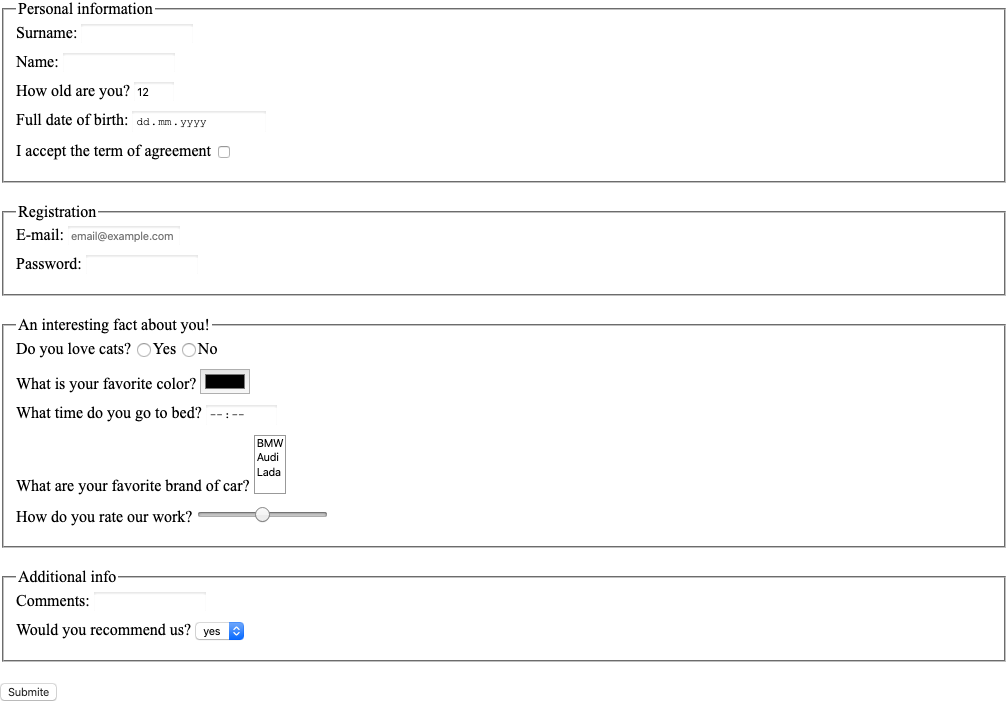 Personal information
Surname:
Name:
How old are you? 12
Full date of birth: dd.mm.yyyy
I accept the term of agreement
Registration
E-mail: email@example.com
Password:
An interesting fact about you!
Do you love cats? Yes No
What is your favorite color?
What time do you go to bed? --:--
BMW
Audi
Lada
What are your favorite brand of car?
How do you rate our work?
Additional info
Comments:
Would you recommend us? yes
Submite